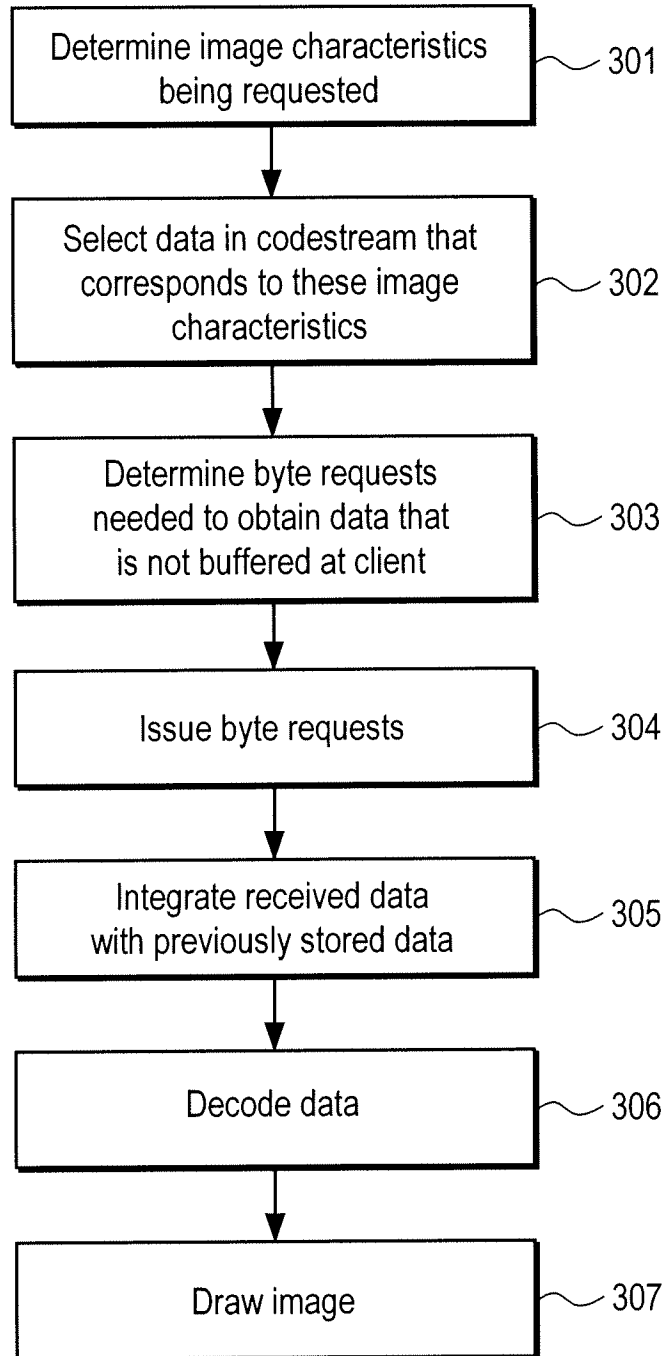 Determine image characteristics
being requested
301
Select data in codestream that
corresponds to these image
characteristics
302
Determine byte requests
needed to obtain data that
is not buffered at client
303
Issue byte requests
304
Integrate received data
with previously stored data
305
Decode data
306
Draw image
307